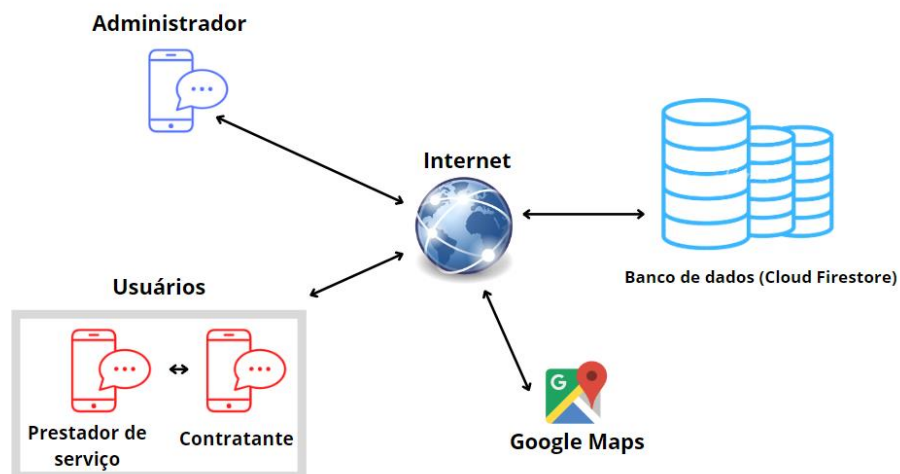 Administrador
Internet
Banco de dados (Cloud Firestore)
Usuários
Prestador de
serviço
Contratante
G
Google Maps